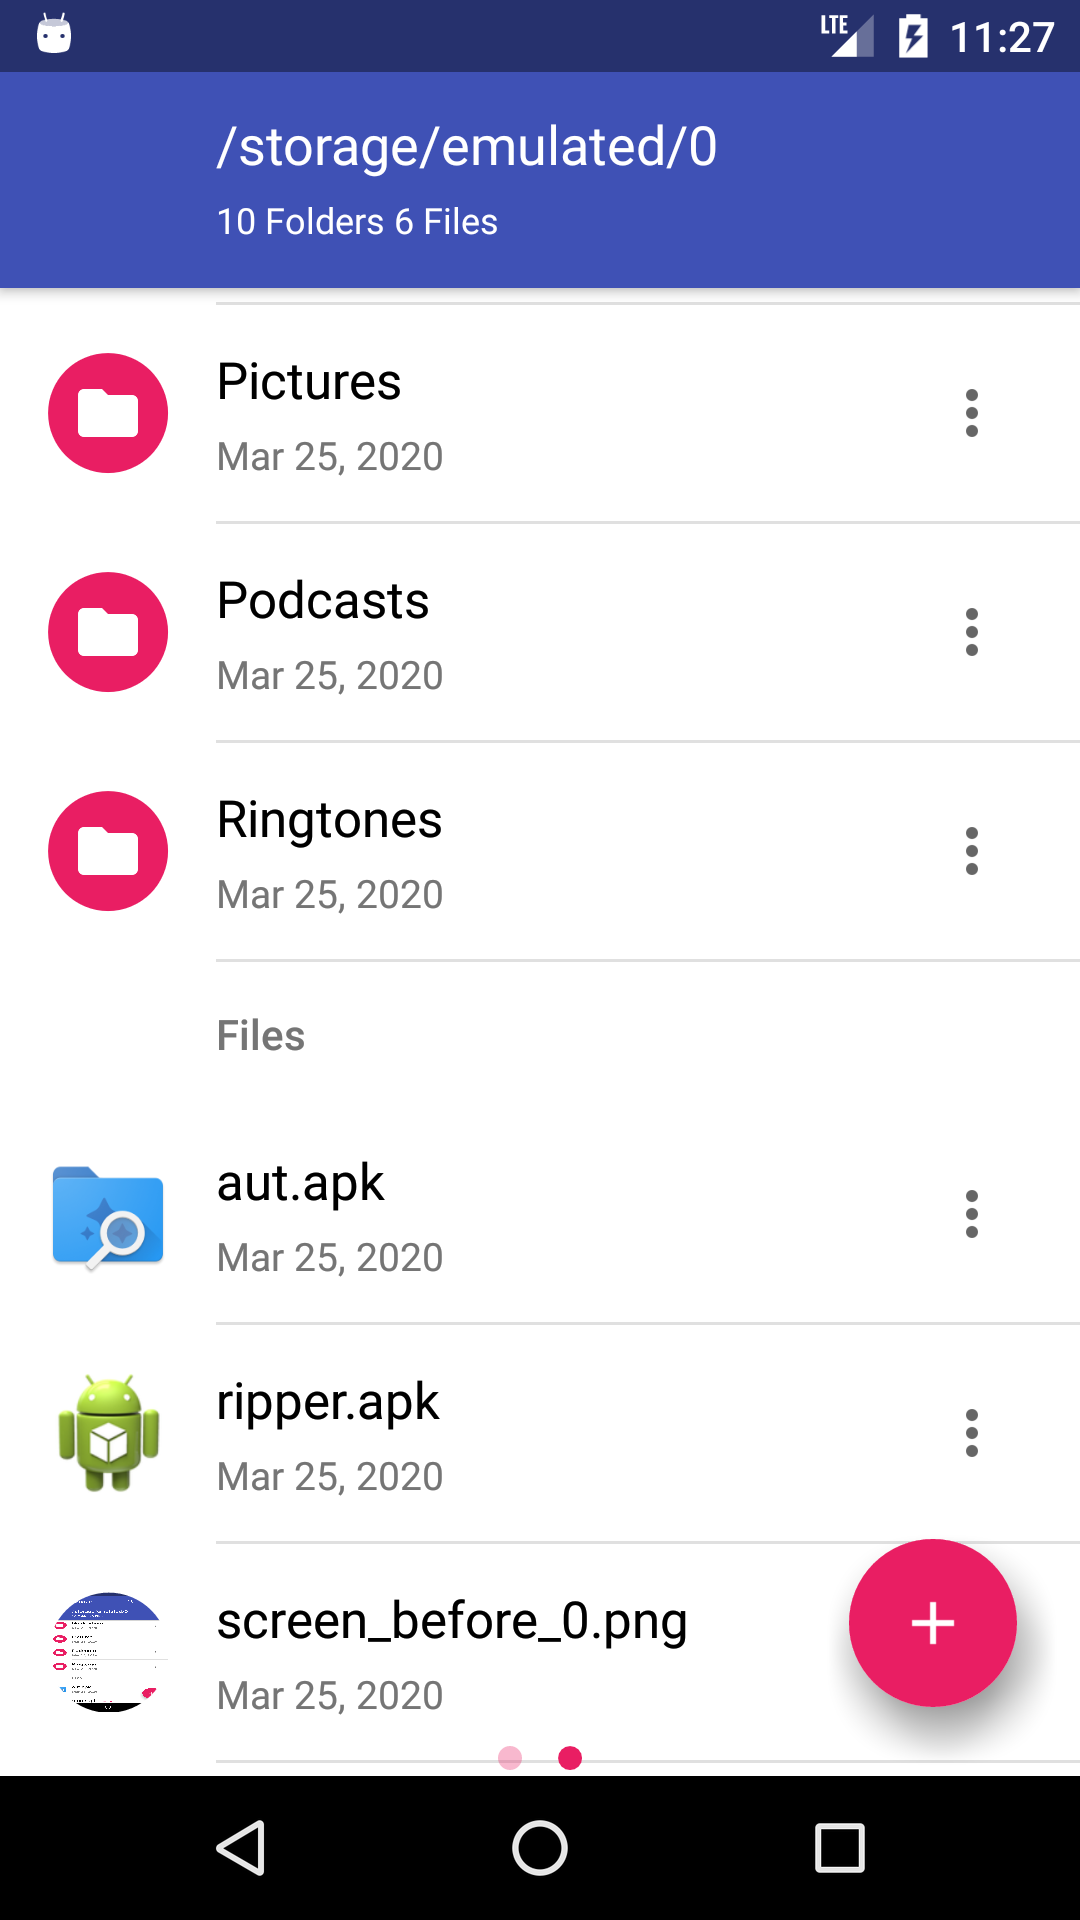 LTE 11:27
/storage/emulated/0
10 Folders 6 Files
Pictures
Mar 25, 2020
Podcasts
Mar 25, 2020
Ringtones
Mar 25, 2020
Files
aut.apk
Mar 25, 2020
ripper.apk
Mar 25, 2020
screen_before_0.png
Mar 25, 2020